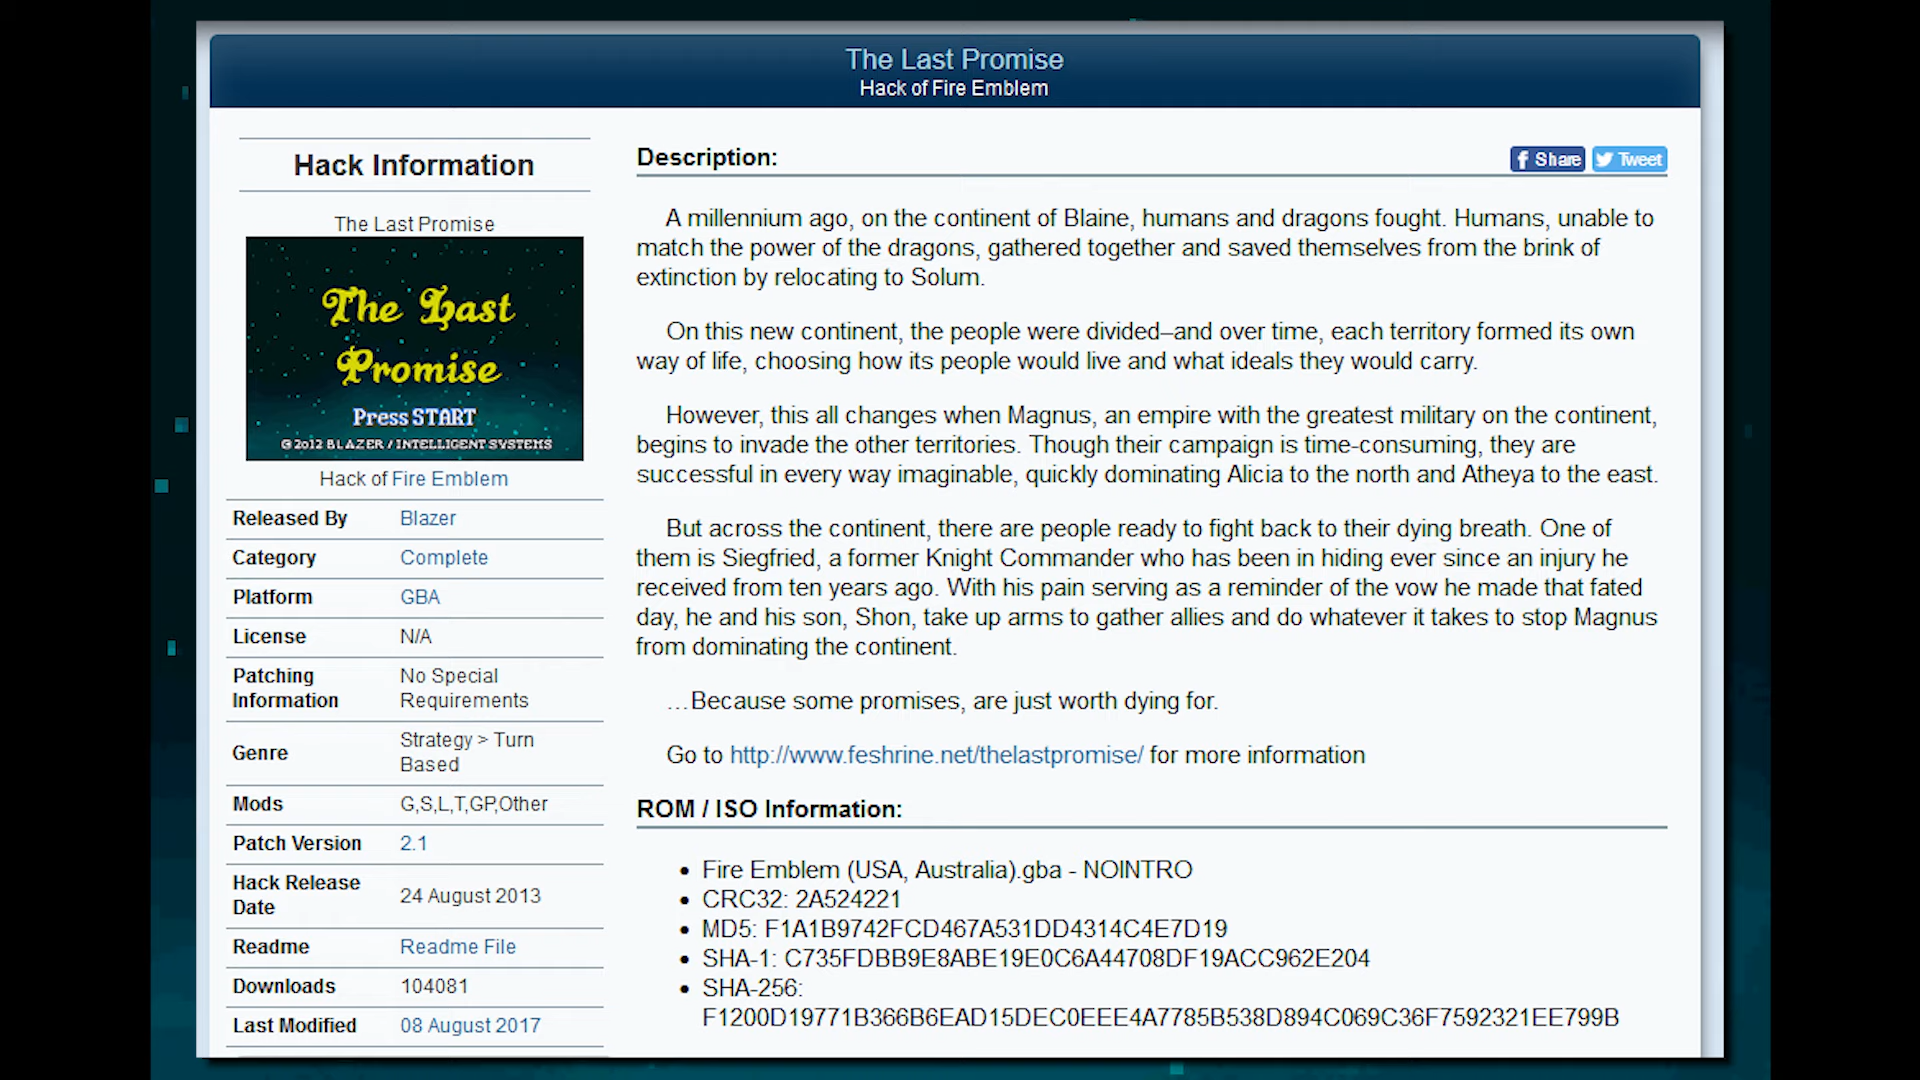 The Last Promise
Hack of Fire Emblem
Hack Information
The Last Promise
The Last
Promise
Press START
© 2012 BLAZER / INTELLIGENT SYSTEMS
Hack of Fire Emblem
Released By Blazer
Category Complete
Platform GBA
License N/A
Patching Information No Special Requirements
Genre Strategy > Turn Based
Mods G,S,L,T,GP,Other
Patch Version 2.1
Hack Release Date 24 August 2013
Readme Readme File
Downloads 104081
Last Modified 08 August 2017
Description:
Share Tweet
A millennium ago, on the continent of Blaine, humans and dragons fought. Humans, unable to
match the power of the dragons, gathered together and saved themselves from the brink of
extinction by relocating to Solum.
On this new continent, the people were divided–and over time, each territory formed its own
way of life, choosing how its people would live and what ideals they would carry.
However, this all changes when Magnus, an empire with the greatest military on the continent,
begins to invade the other territories. Though their campaign is time-consuming, they are
successful in every way imaginable, quickly dominating Alicia to the north and Atheya to the east.
But across the continent, there are people ready to fight back to their dying breath. One of
them is Siegfried, a former Knight Commander who has been in hiding ever since an injury he
received from ten years ago. With his pain serving as a reminder of the vow he made that fated
day, he and his son, Shon, take up arms to gather allies and do whatever it takes to stop Magnus
from dominating the continent.
…Because some promises, are just worth dying for.
Go to http://www.feshrine.net/thelastpromise/ for more information
ROM / ISO Information:
• Fire Emblem (USA, Australia).gba - NOINTRO
• CRC32: 2A524221
• MD5: F1A1B9742FCD467A531DD4314C4E7D19
• SHA-1: C735FDBB9E8ABE19E0C6A44708DF19ACC962E204
• SHA-256:
F1200D19771B366B6EAD15DEC0EEE4A7785B538D894C069C36F7592321EE799B